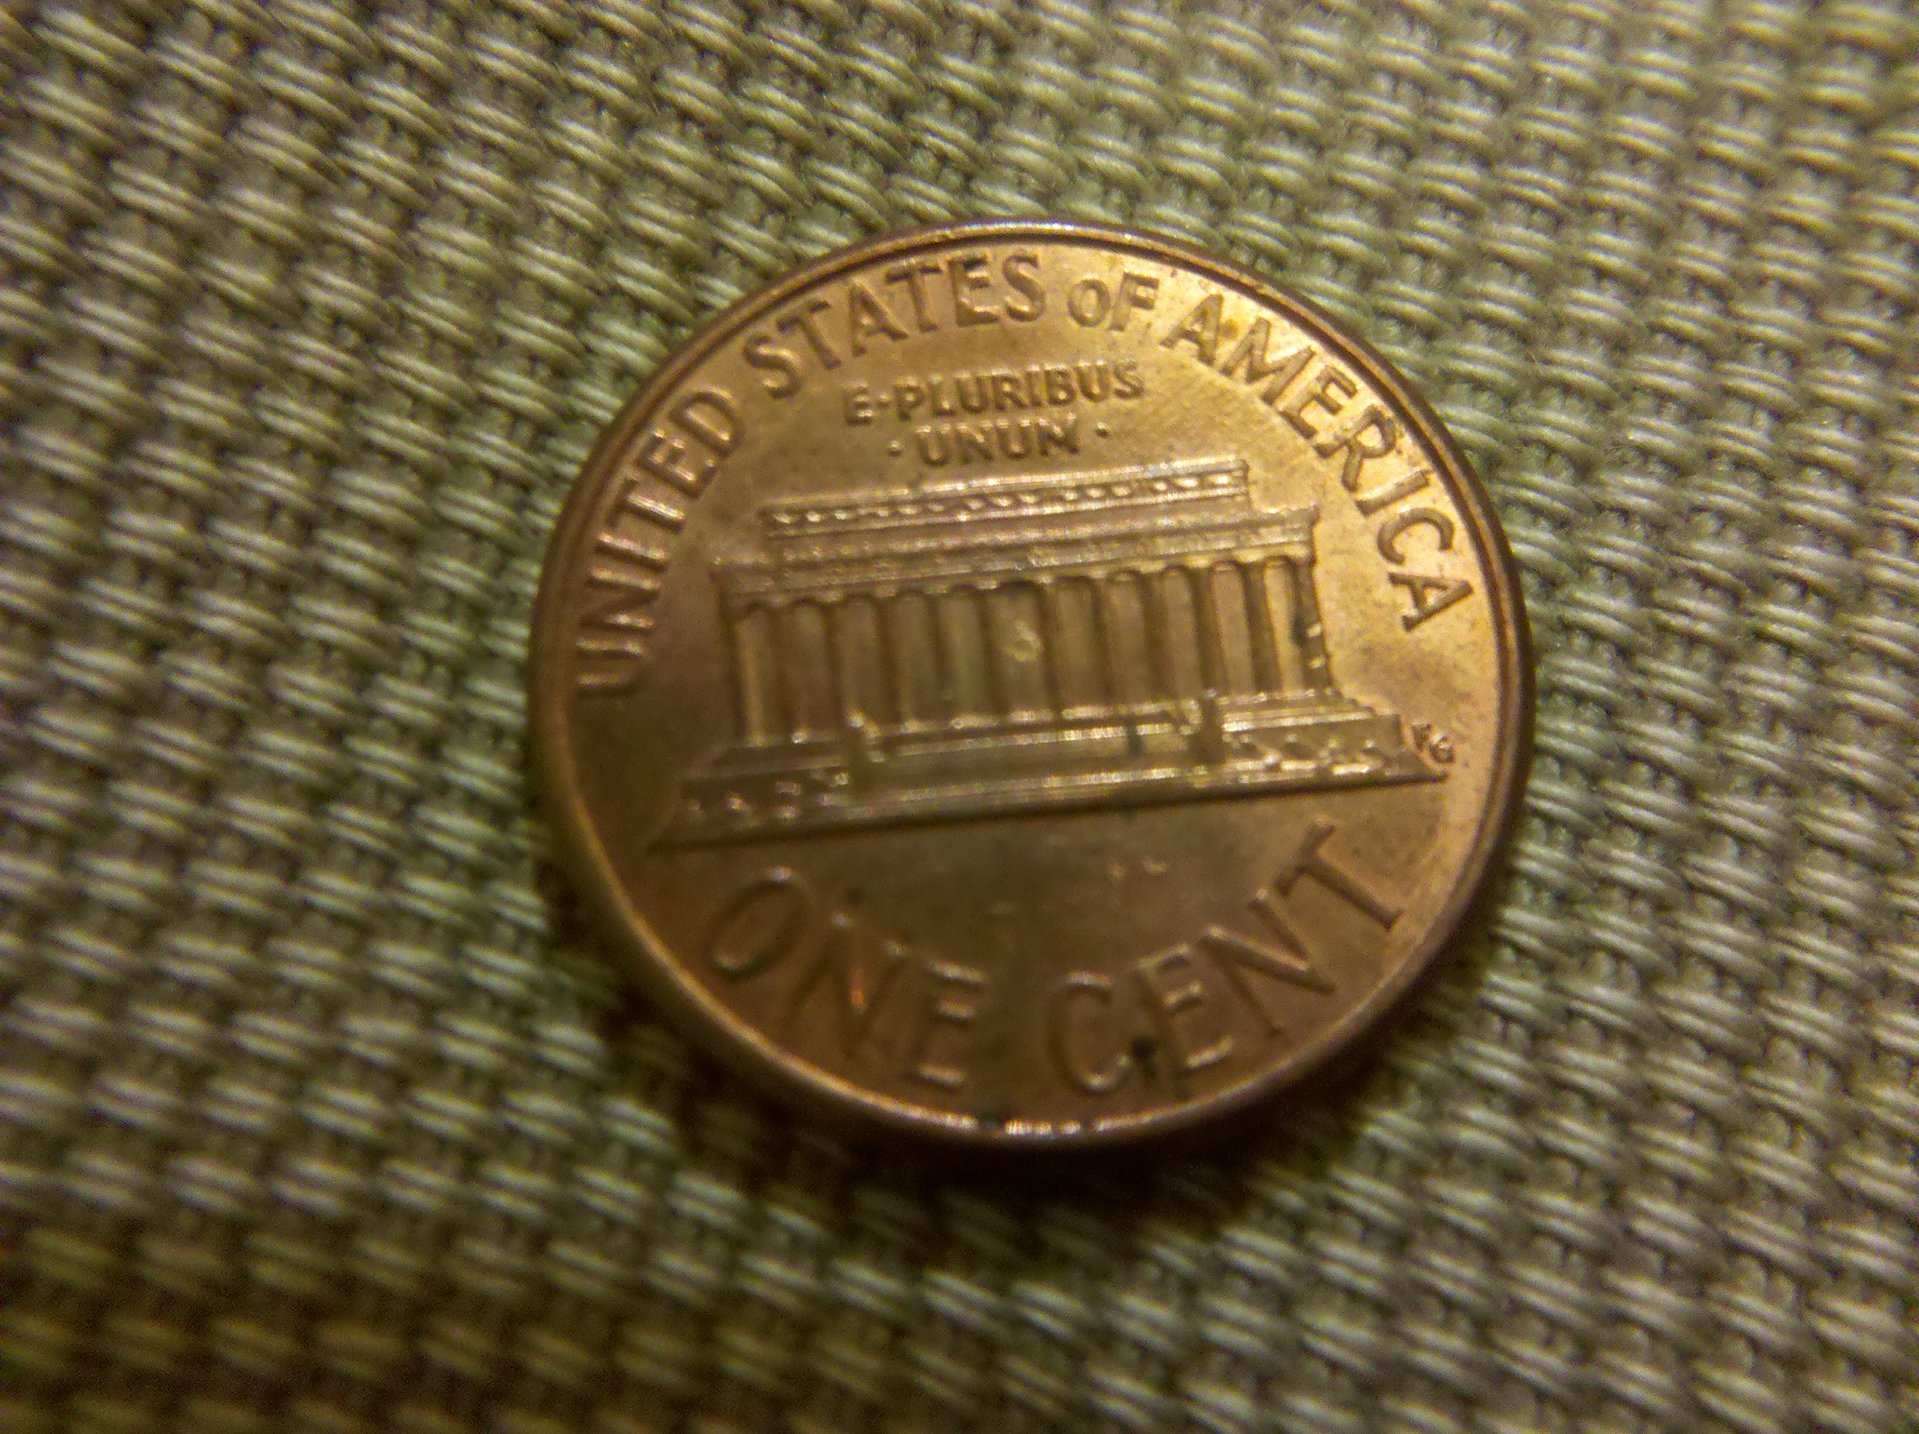 UNITED STATES OF AMERICA
E·PLURIBUS
·UNUM·
FG
ONE CENT